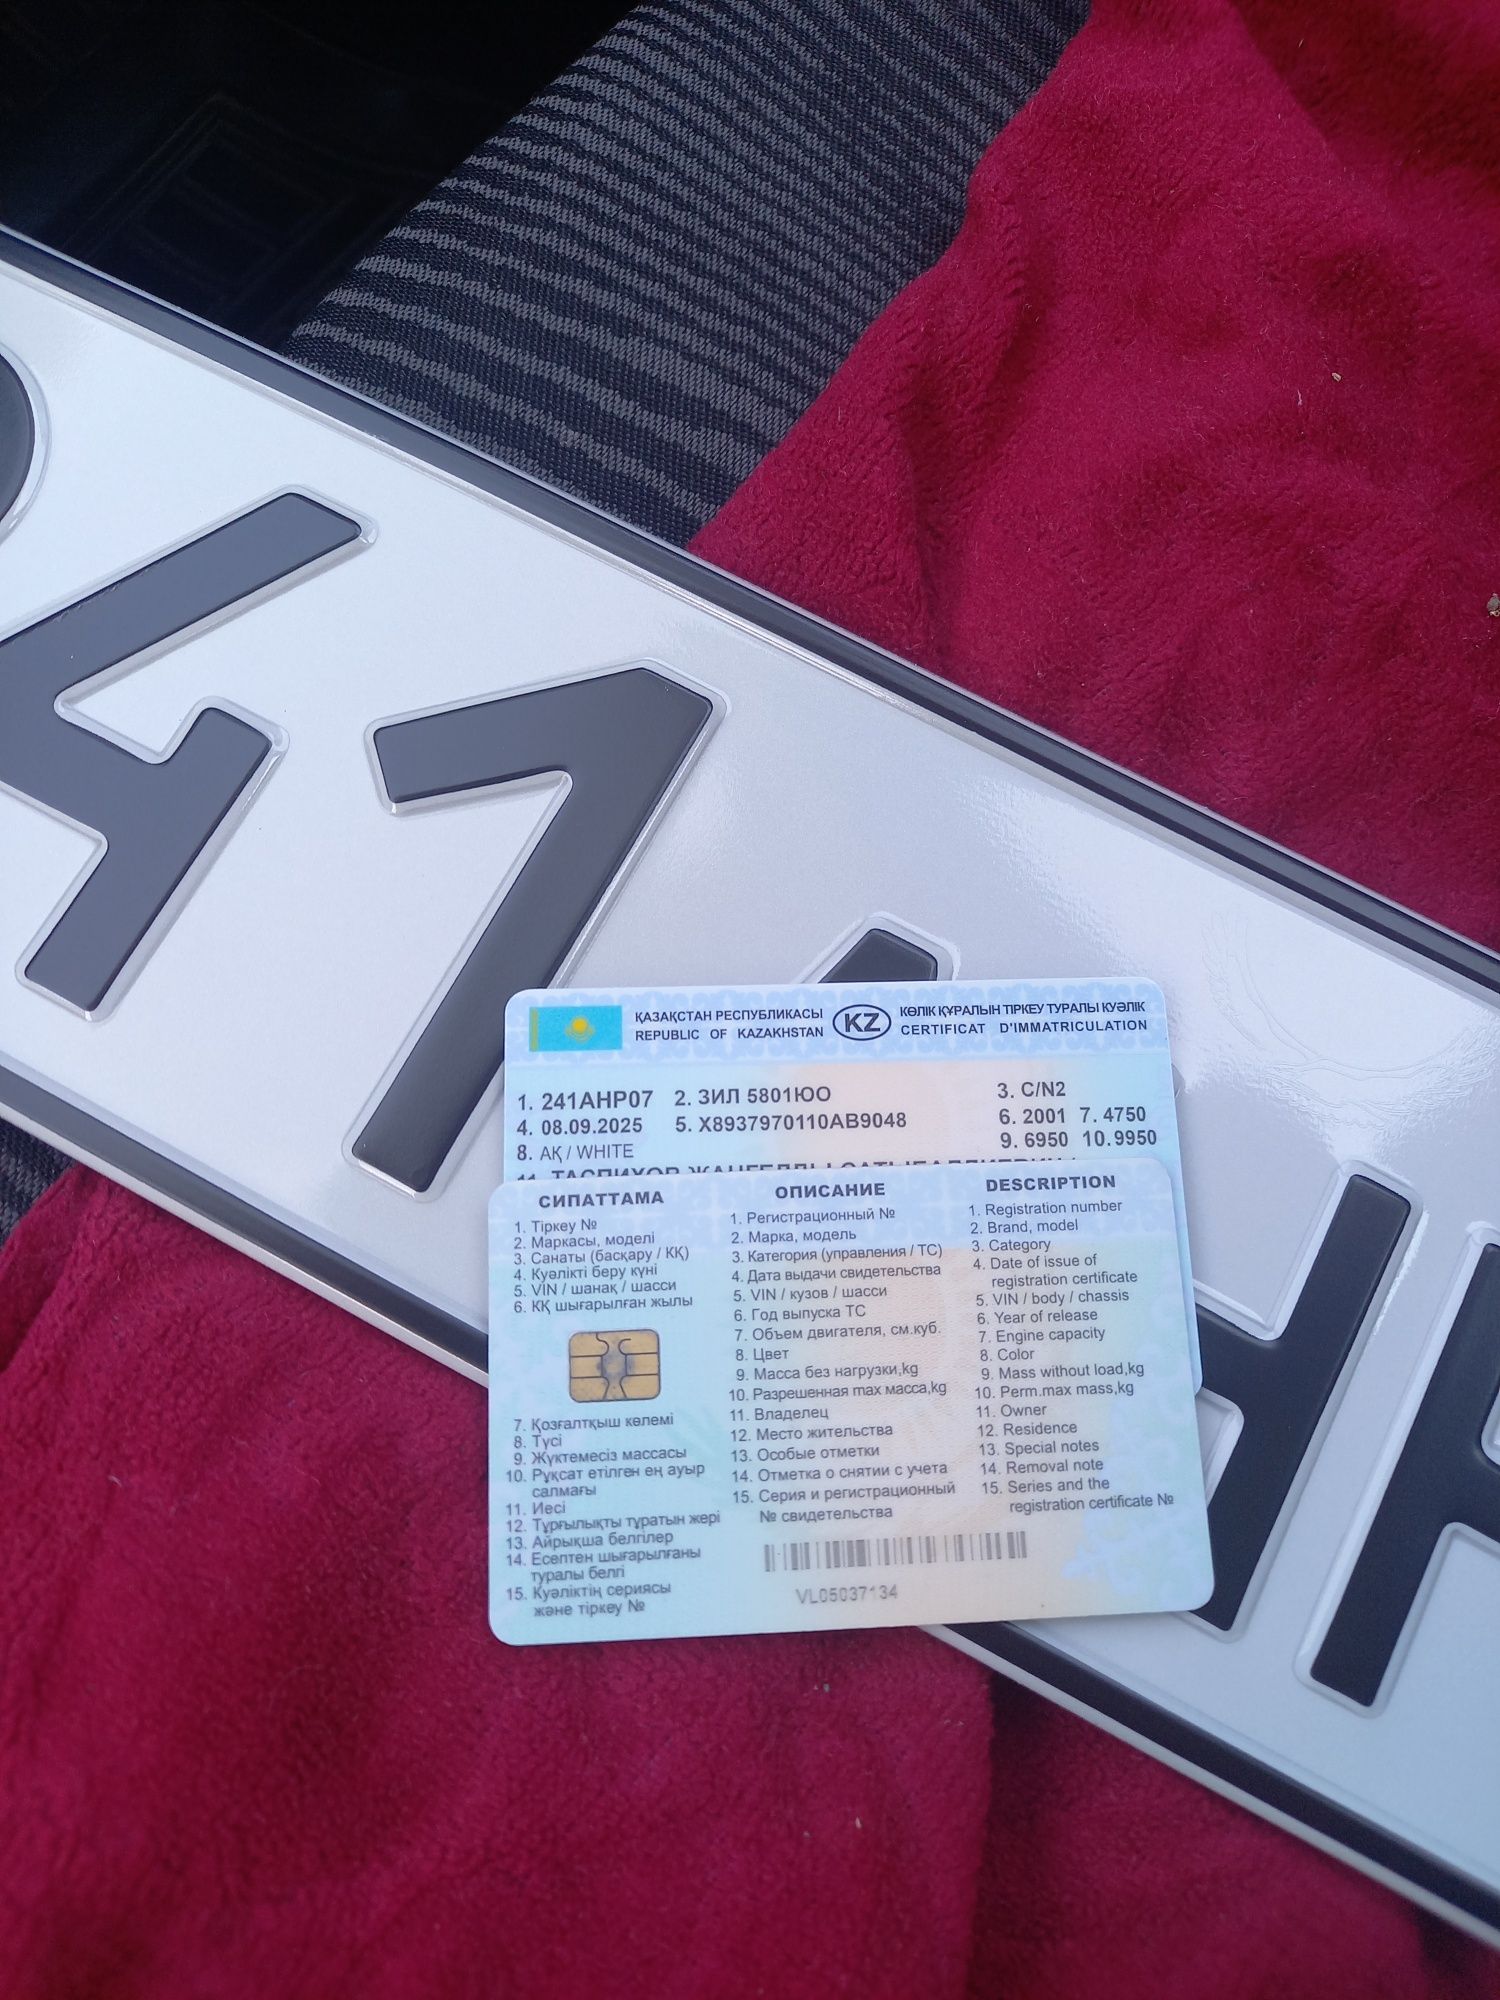 41
НР
ҚАЗАҚСТАН РЕСПУБЛИКАСЫ
REPUBLIC OF KAZAKHSTAN
KZ
КӨЛІК ҚҰРАЛЫН ТІРКЕУ ТУРАЛЫ КУӘЛІК
CERTIFICAT D'IMMATRICULATION
1. 241AHP07 2. ЗИЛ 5801ЮО 3. C/N2
4. 08.09.2025 5. X8937970110AB9048 6. 2001 7. 4750
8. АҚ / WHITE 9. 6950 10. 9950
СИПАТТАМА
1. Тіркеу №
2. Маркасы, моделі
3. Санаты (басқару / КҚ)
4. Куәлікті беру күні
5. VIN / шанақ / шасси
6. КҚ шығарылған жылы
7. Қозғалтқыш көлемі
8. Түсі
9. Жүктемесіз массасы
10. Рұқсат етілген ең ауыр
салмағы
11. Иесі
12. Тұрғылықты тұратын жері
13. Айрықша белгілер
14. Есептен шығарылғаны
туралы белгі
15. Куәліктің сериясы
және тіркеу №
ОПИСАНИЕ
1. Регистрационный №
2. Марка, модель
3. Категория (управления / ТС)
4. Дата выдачи свидетельства
5. VIN / кузов / шасси
6. Год выпуска ТС
7. Объем двигателя, см.куб.
8. Цвет
9. Масса без нагрузки,kg
10. Разрешенная max масса,kg
11. Владелец
12. Место жительства
13. Особые отметки
14. Отметка о снятии с учета
15. Серия и регистрационный
№ свидетельства
DESCRIPTION
1. Registration number
2. Brand, model
3. Category
4. Date of issue of
registration certificate
5. VIN / body / chassis
6. Year of release
7. Engine capacity
8. Color
9. Mass without load,kg
10. Perm.max mass,kg
11. Owner
12. Residence
13. Special notes
14. Removal note
15. Series and the
registration certificate №
VL05037134